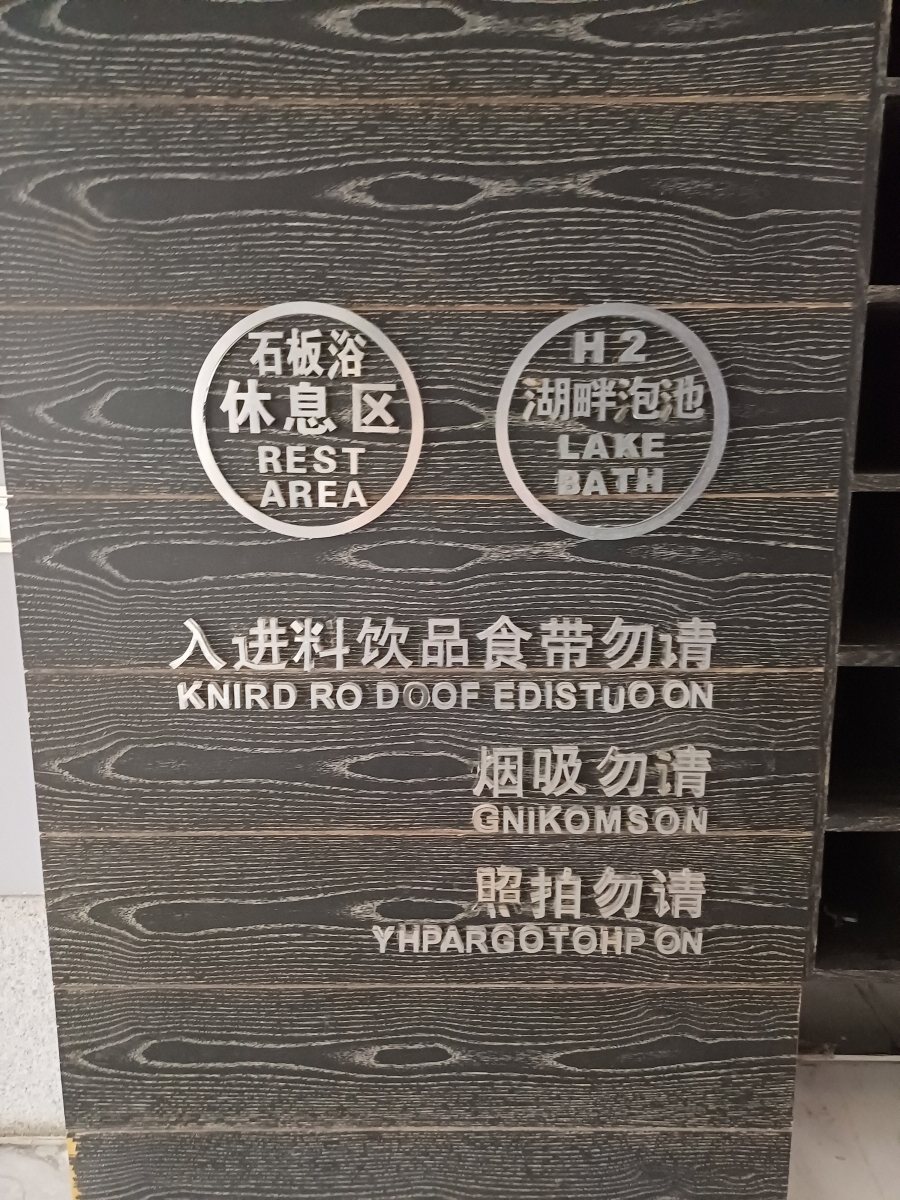 石板浴
休息区
REST
AREA
H2
湖畔泡池
LAKE
BATH
入进料饮品食带勿请
KNIRD RO DOOF EDISTUO ON
烟吸勿请
GNIKOMSON
照拍勿请
YHPARGOTOHP ON